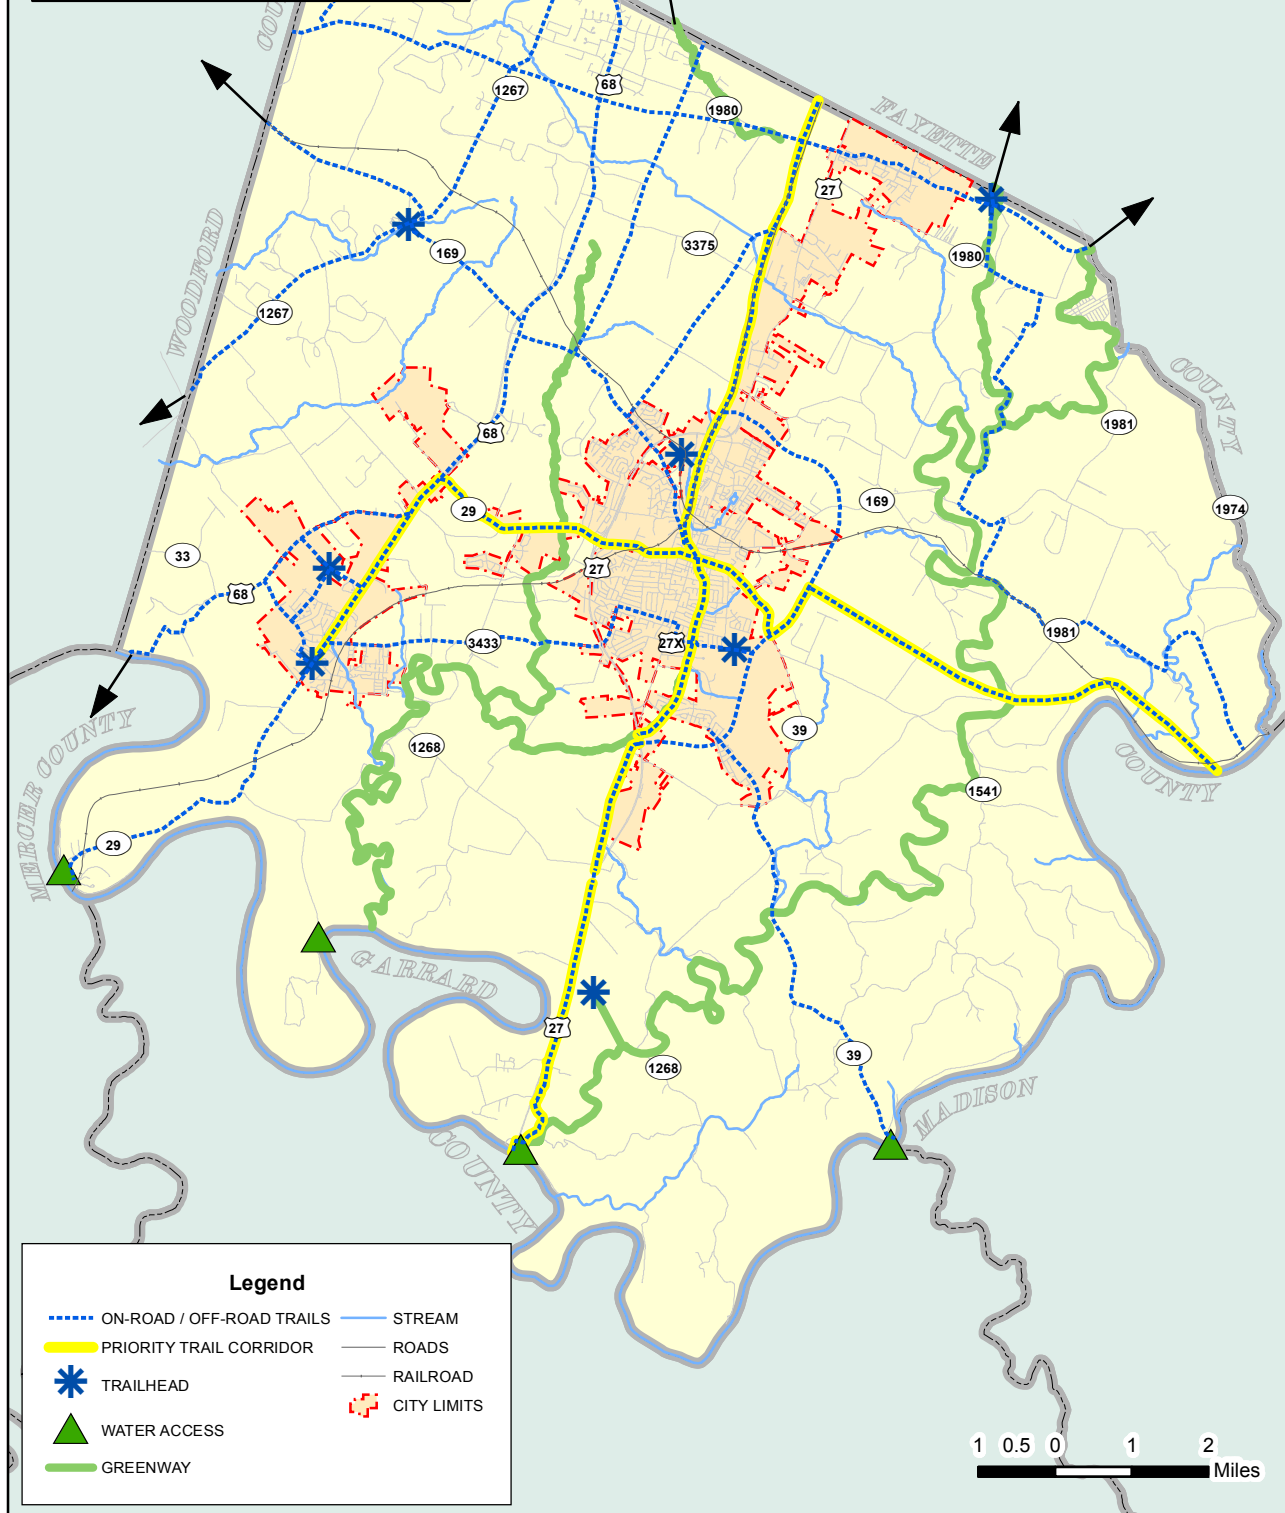 COU
1267
68
1980
FAYETTE
27
WOODFORD
169
3375
1980
1267
COUNTY
1981
68
29
169
1974
33
27
68
3433
27X
1981
MERCER COUNTY
1268
39
COUNTY
1541
29
GARRARD
27
1268
39
MADISON
COUNTY
Legend
ON-ROAD / OFF-ROAD TRAILS
STREAM
PRIORITY TRAIL CORRIDOR
ROADS
TRAILHEAD
RAILROAD
CITY LIMITS
WATER ACCESS
GREENWAY
1 0.5 0 1 2
Miles